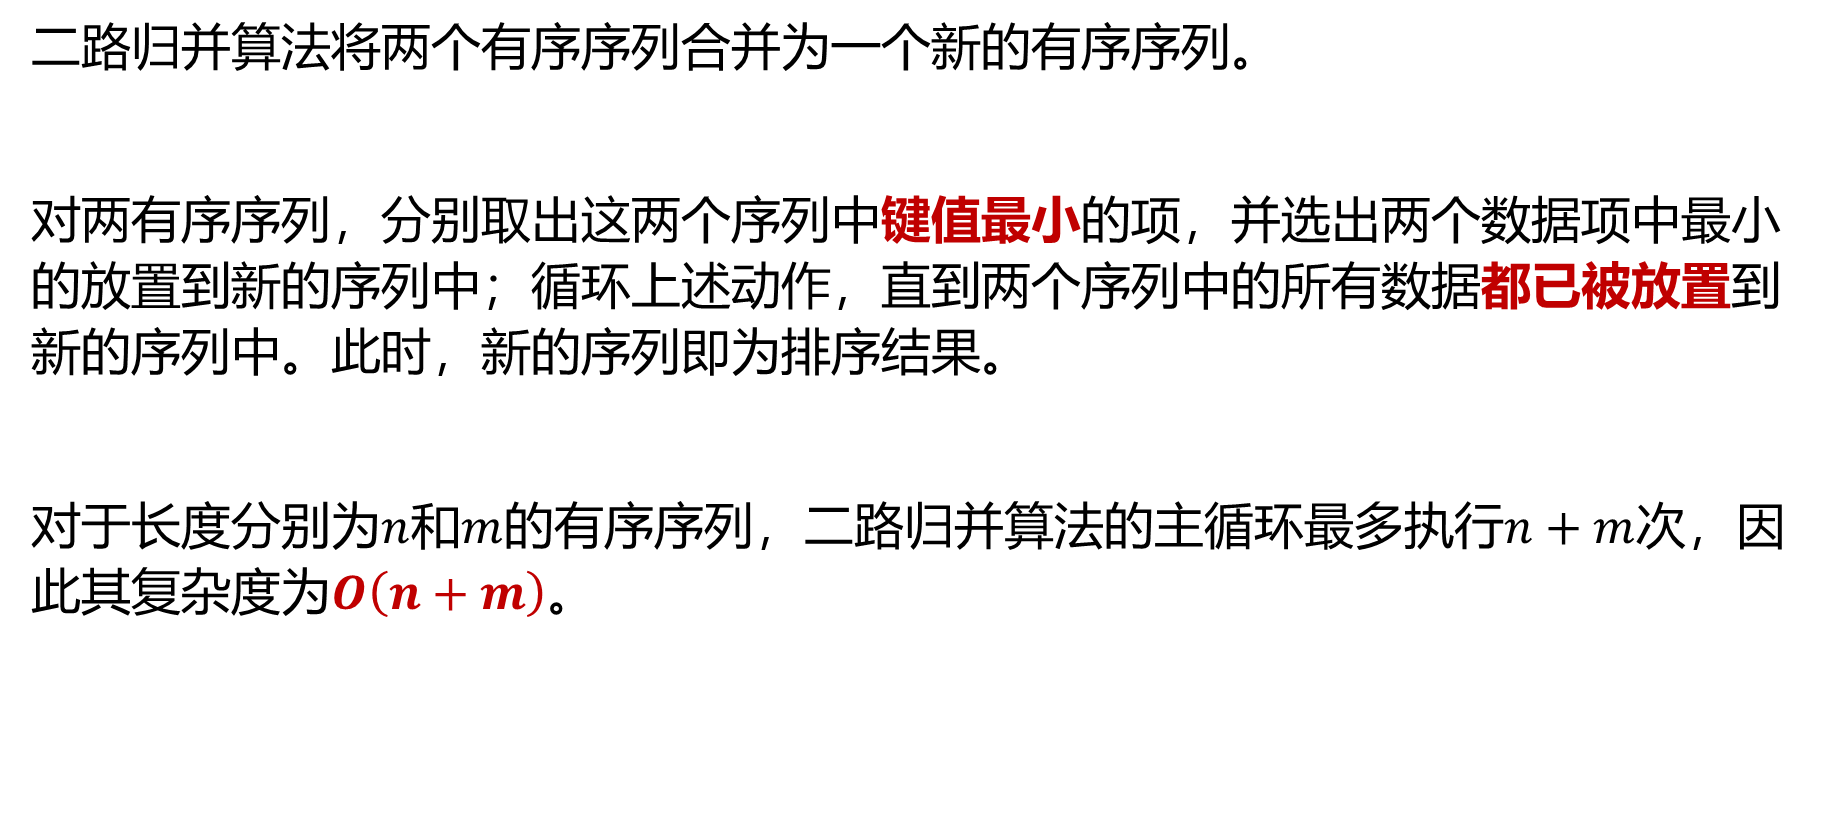 二路归并算法将两个有序序列合并为一个新的有序序列。
对两有序序列，分别取出这两个序列中键值最小的项，并选出两个数据项中最小
的放置到新的序列中；循环上述动作，直到两个序列中的所有数据都已被放置到
新的序列中。此时，新的序列即为排序结果。
对于长度分别为n和m的有序序列，二路归并算法的主循环最多执行n + m次，因
此其复杂度为O(n + m)。